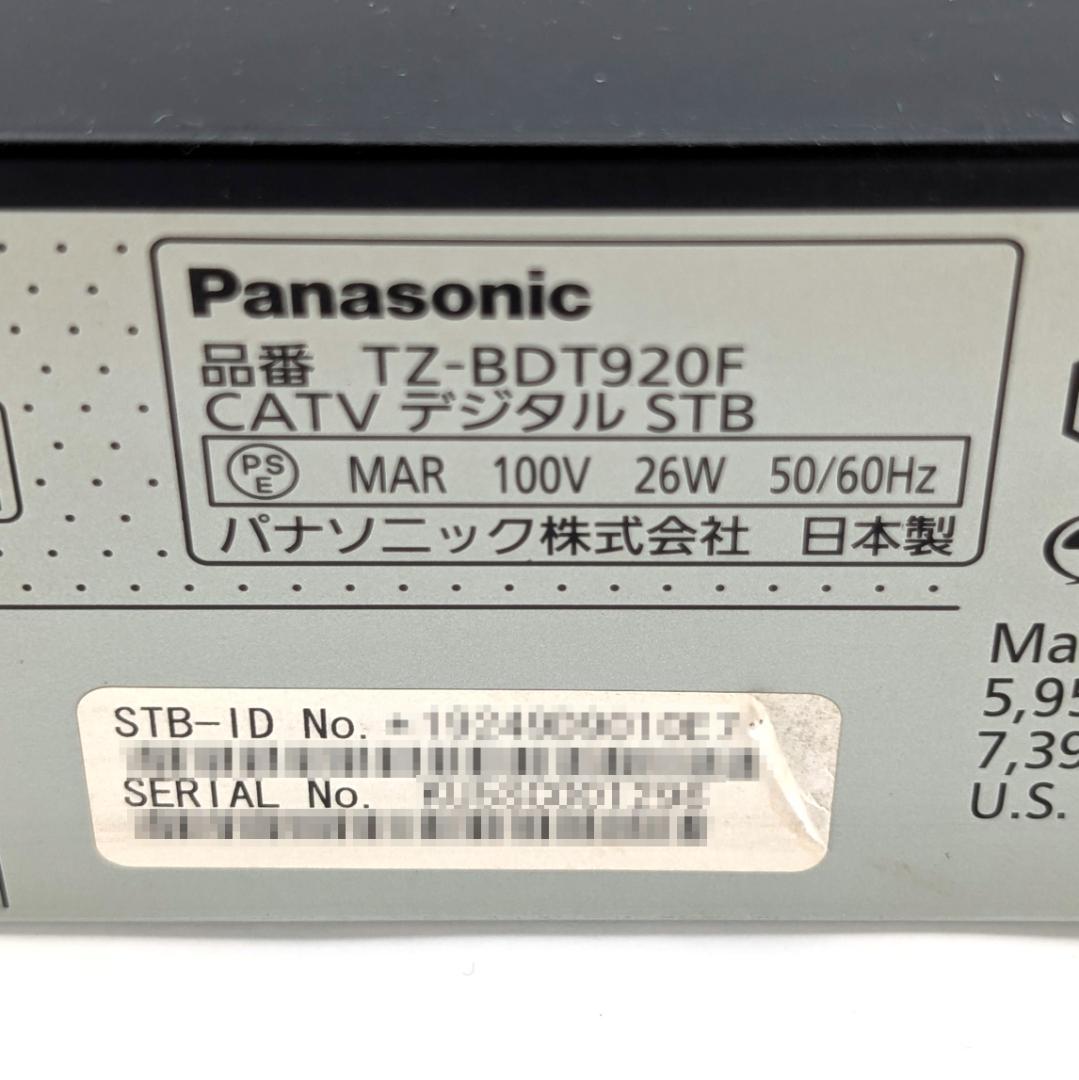 Panasonic
品番 TZ-BDT920F
CATV デジタル STB
PS E MAR 100V 26W 50/60Hz
パナソニック株式会社 日本製
Ma
5,95
7,39
U.S.
STB-ID No.
SERIAL No.